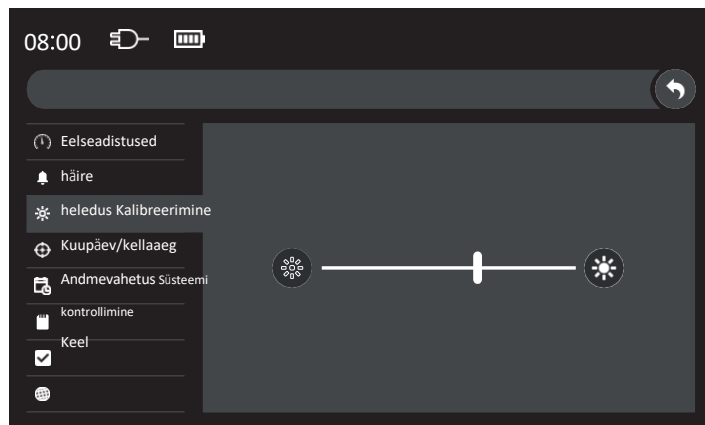 08:00
Eelseadistused
häire
heledus Kalibreerimine
Kuupäev/kellaaeg
Andmevahetus Süsteemi
kontrollimine
Keel